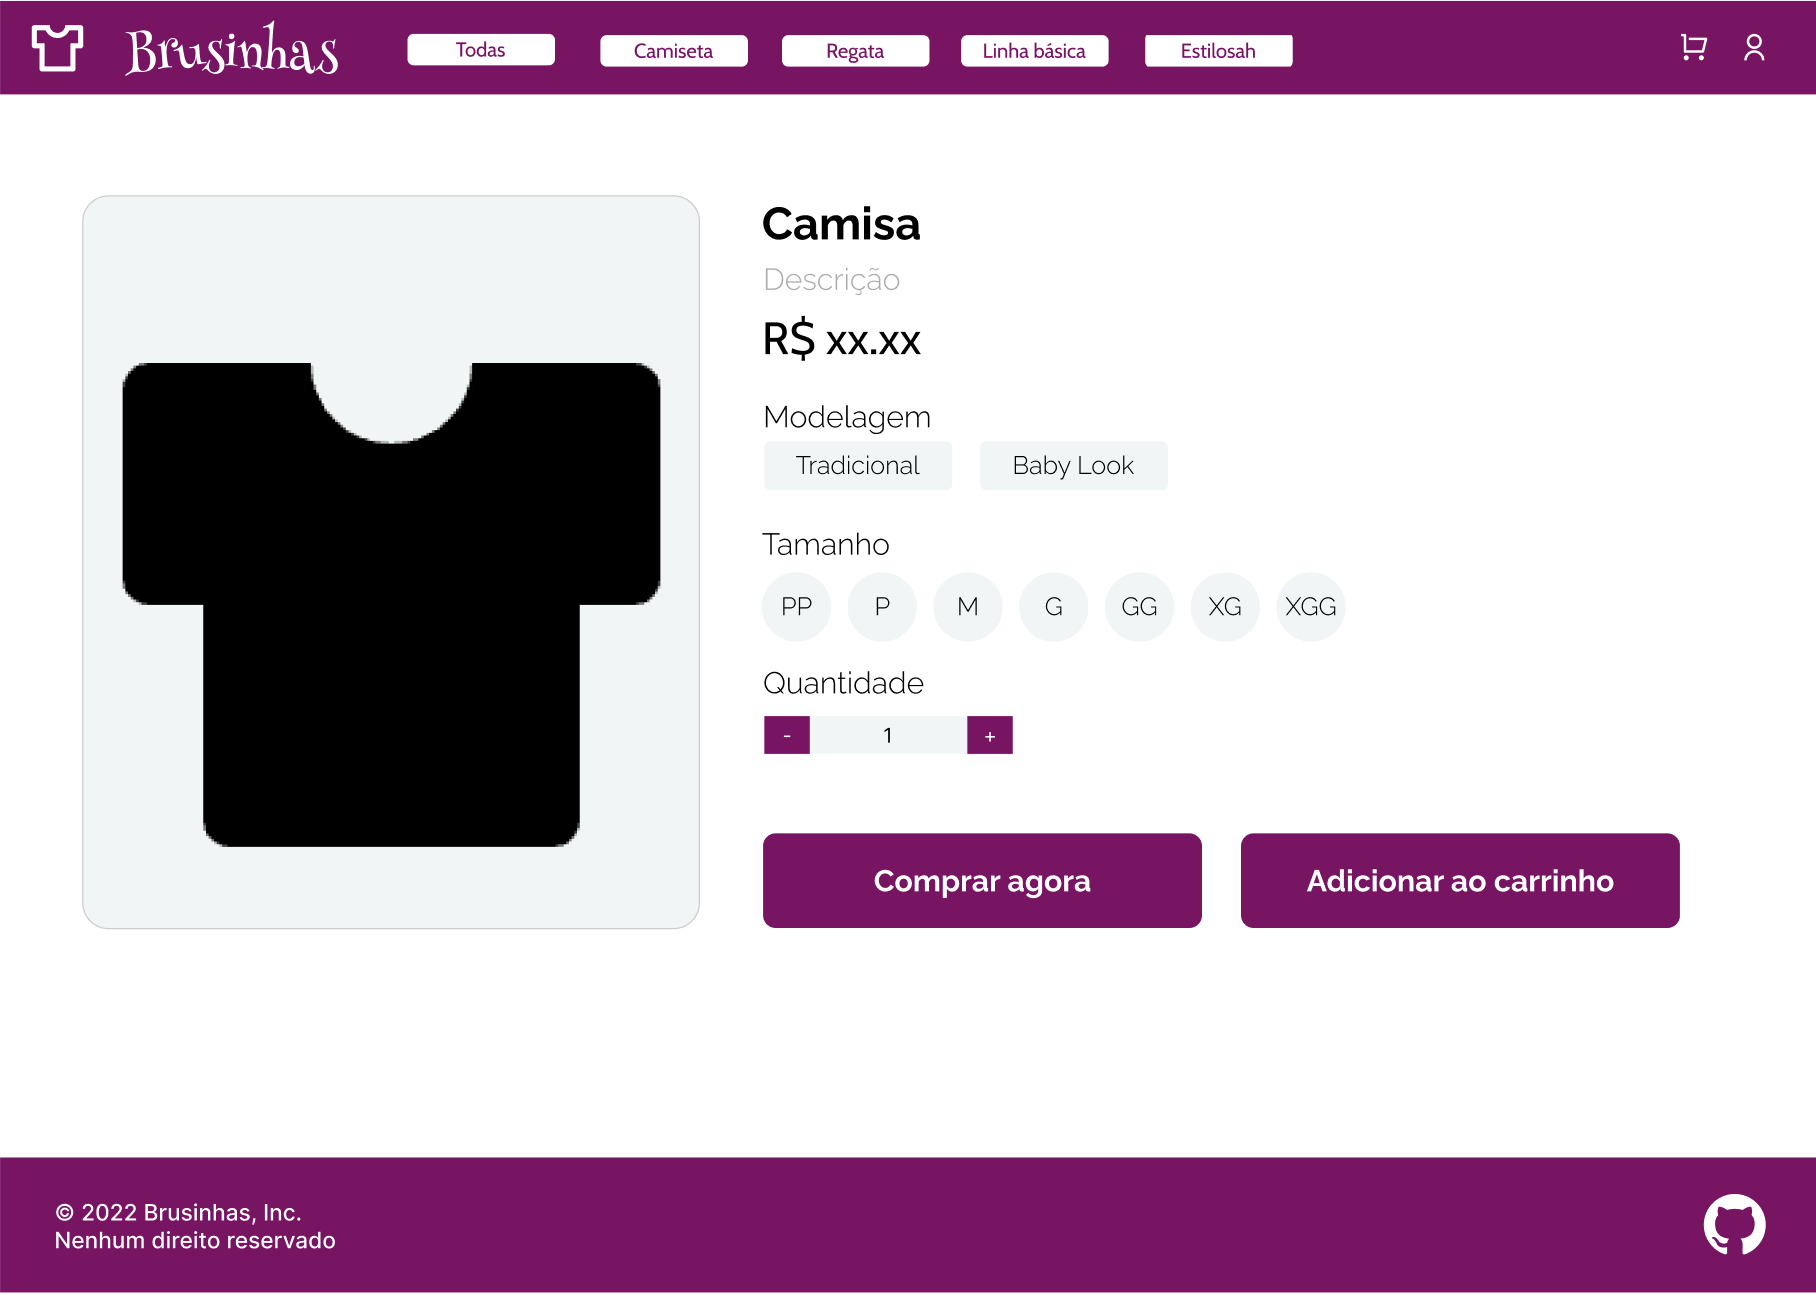 Brusinhas Todas Camiseta Regata Linha básica Estilosah
Camisa
Descrição
R$ xx.xx
Modelagem
Tradicional Baby Look
Tamanho
PP P M G GG XG XGG
Quantidade
- 1 +
Comprar agora Adicionar ao carrinho
© 2022 Brusinhas, Inc.
Nenhum direito reservado